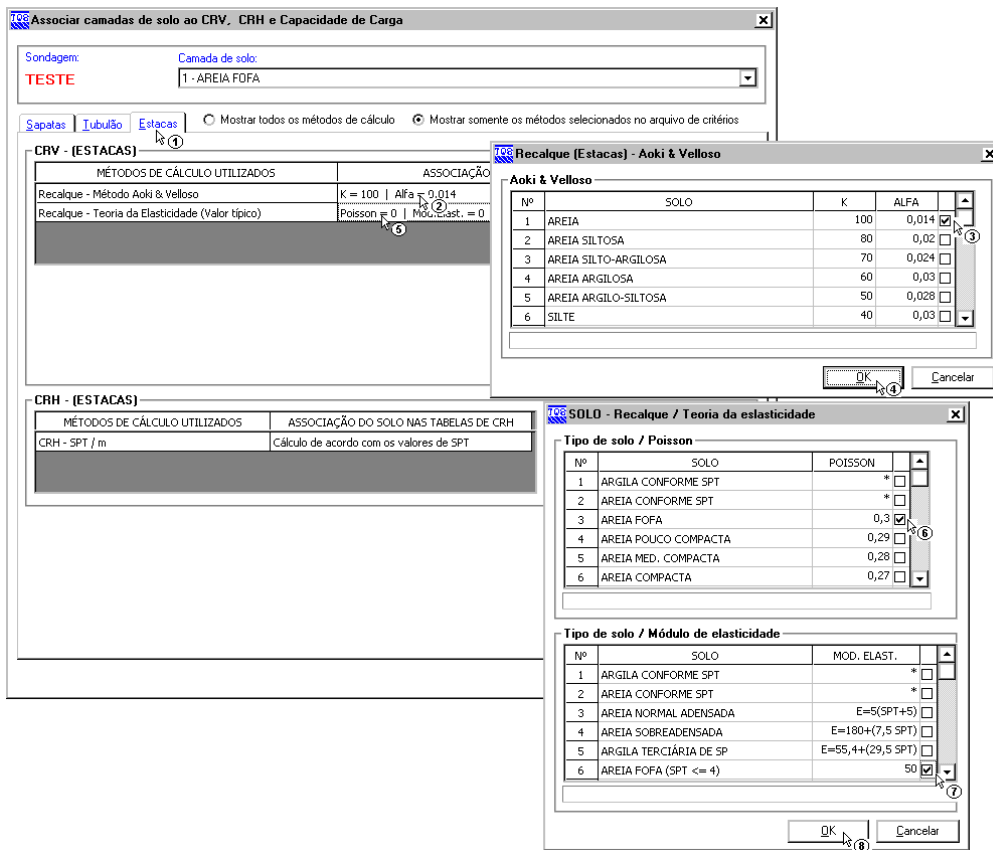 TQS Associar camadas de solo ao CRV, CRH e Capacidade de Carga
Sondagem: Camada de solo:
TESTE 1 - AREIA FOFA
Sapatas Tubulão Estacas Mostrar todos os métodos de cálculo Mostrar somente os métodos selecionados no arquivo de critérios
1
CRV - (ESTACAS)
MÉTODOS DE CÁLCULO UTILIZADOS ASSOCIAÇÃO
Recalque - Método Aoki & Velloso K = 100 | Alfa = 0.014
2
Recalque - Teoria da Elasticidade (Valor típico) Poisson = 0 | Mod.Elast. = 0
5
CRH - (ESTACAS)
MÉTODOS DE CÁLCULO UTILIZADOS ASSOCIAÇÃO DO SOLO NAS TABELAS DE CRH
CRH - SPT / m Cálculo de acordo com os valores de SPT
TQS Recalque (Estacas) - Aoki & Velloso
Aoki & Velloso
Nº SOLO K ALFA
1 AREIA 100 0,014
3
2 AREIA SILTOSA 80 0,02
3 AREIA SILTO-ARGILOSA 70 0,024
4 AREIA ARGILOSA 60 0,03
5 AREIA ARGILO-SILTOSA 50 0,028
6 SILTE 40 0,03
OK Cancelar
4
TQS SOLO - Recalque / Teoria da eslasticidade
Tipo de solo / Poisson
Nº SOLO POISSON
1 ARGILA CONFORME SPT *
2 AREIA CONFORME SPT *
3 AREIA FOFA 0,3
6
4 AREIA POUCO COMPACTA 0,29
5 AREIA MED. COMPACTA 0,28
6 AREIA COMPACTA 0,27
Tipo de solo / Módulo de elasticidade
Nº SOLO MOD. ELAST.
1 ARGILA CONFORME SPT *
2 AREIA CONFORME SPT *
3 AREIA NORMAL ADENSADA E=5(SPT+5)
4 AREIA SOBREADENSADA E=180+(7,5 SPT)
5 ARGILA TERCIÁRIA DE SP E=55,4+(29,5 SPT)
6 AREIA FOFA (SPT <= 4) 50
7
OK Cancelar
8